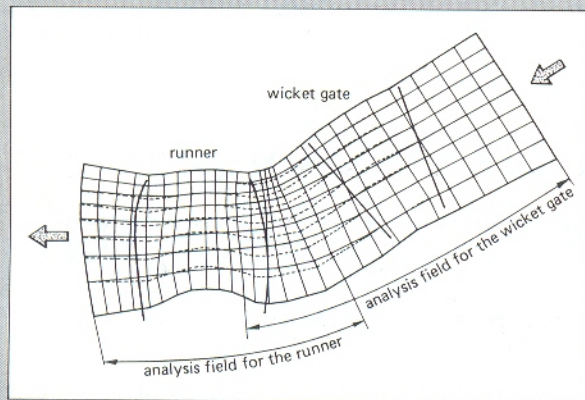 wicket gate
runner
analysis field for the wicket gate
analysis field for the runner